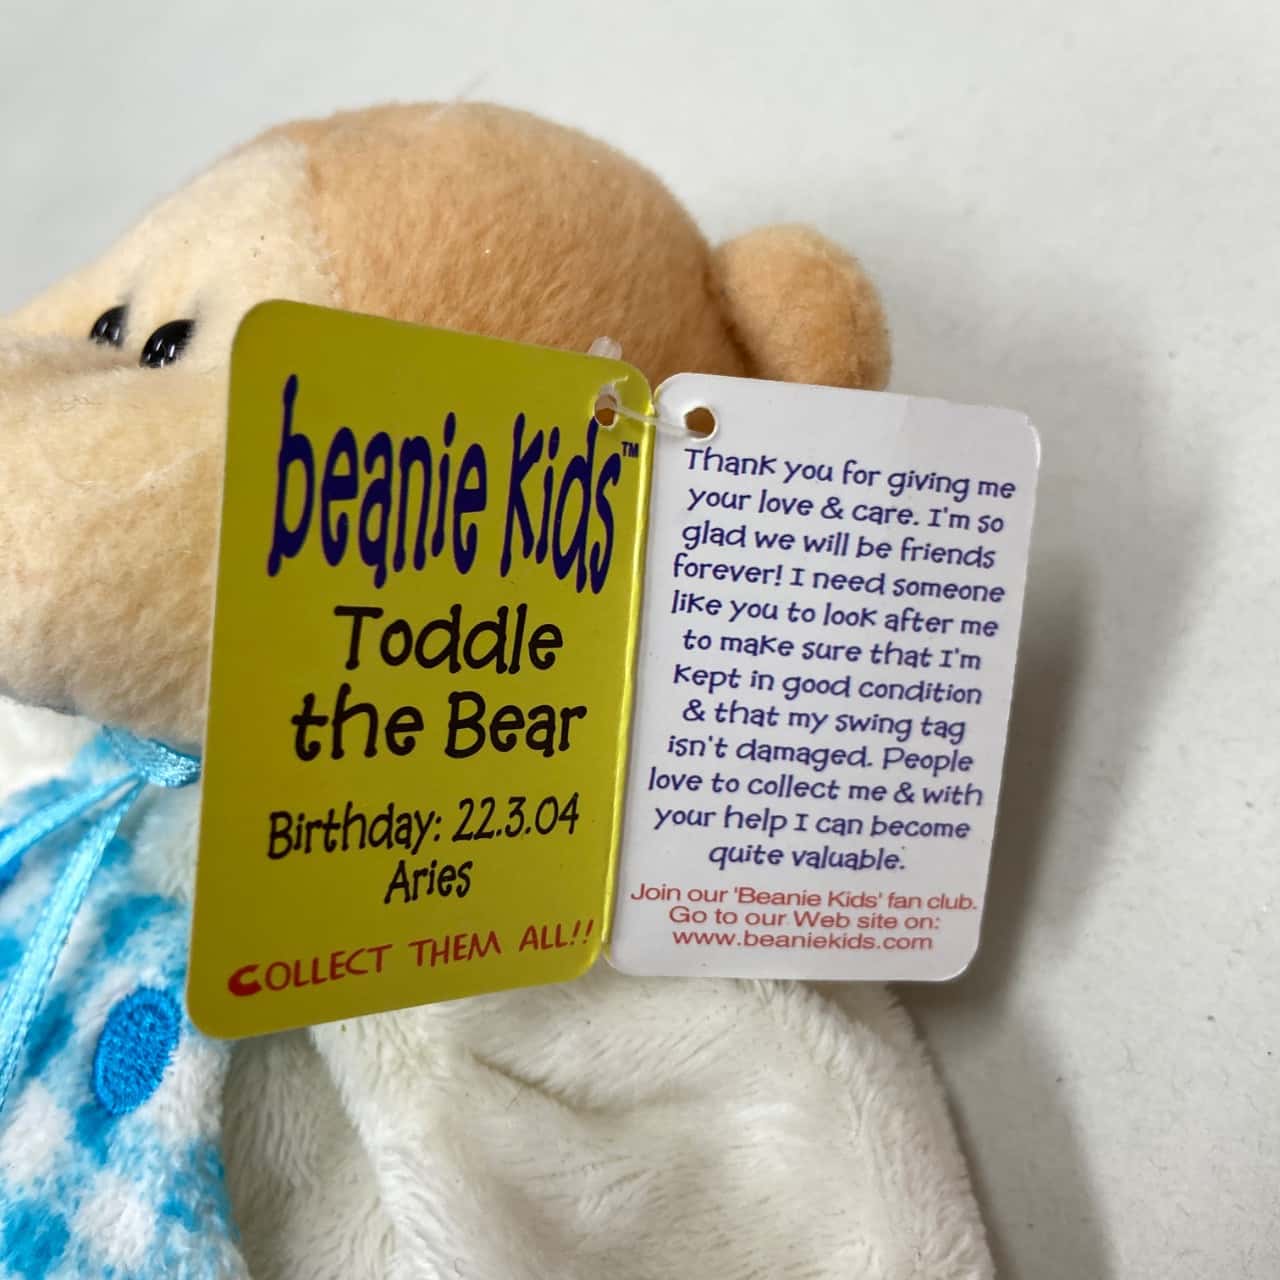 beanie Kids™
Toddle
the Bear
Birthday: 22.3.04
Aries
COLLECT THEM ALL!!
Thank you for giving me
your love & care. I'm so
glad we will be friends
forever! I need someone
like you to look after me
to make sure that I'm
kept in good condition
& that my swing tag
isn't damaged. People
love to collect me & with
your help I can become
quite valuable.
Join our 'Beanie Kids' fan club.
Go to our Web site on:
www.beaniekids.com